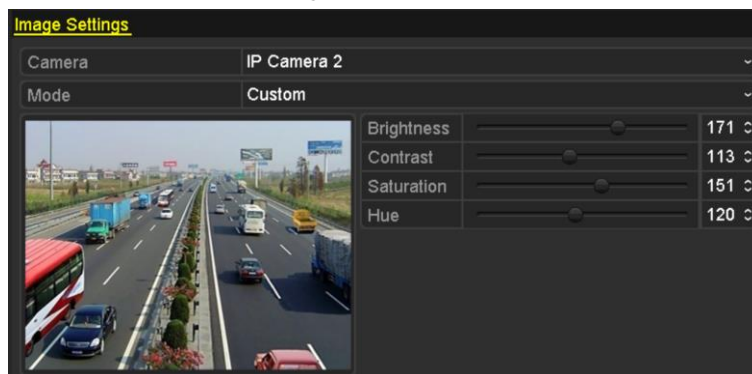 Image Settings
Camera IP Camera 2
Mode Custom
Brightness 171
Contrast 113
Saturation 151
Hue 120